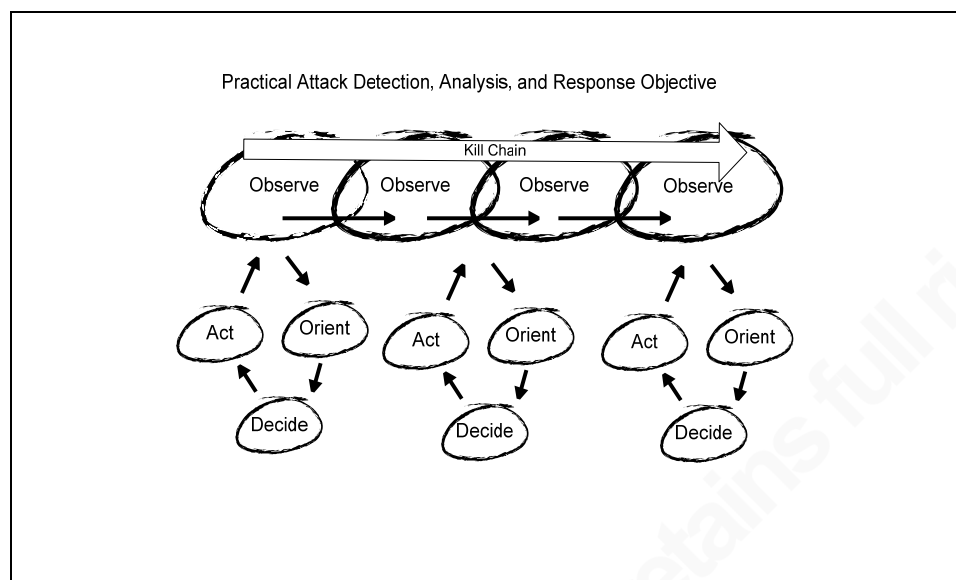 Practical Attack Detection, Analysis, and Response Objective
Kill Chain
Observe Observe Observe Observe
Act Orient Act Orient Act Orient
Decide Decide Decide